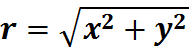 r = √x² + y²